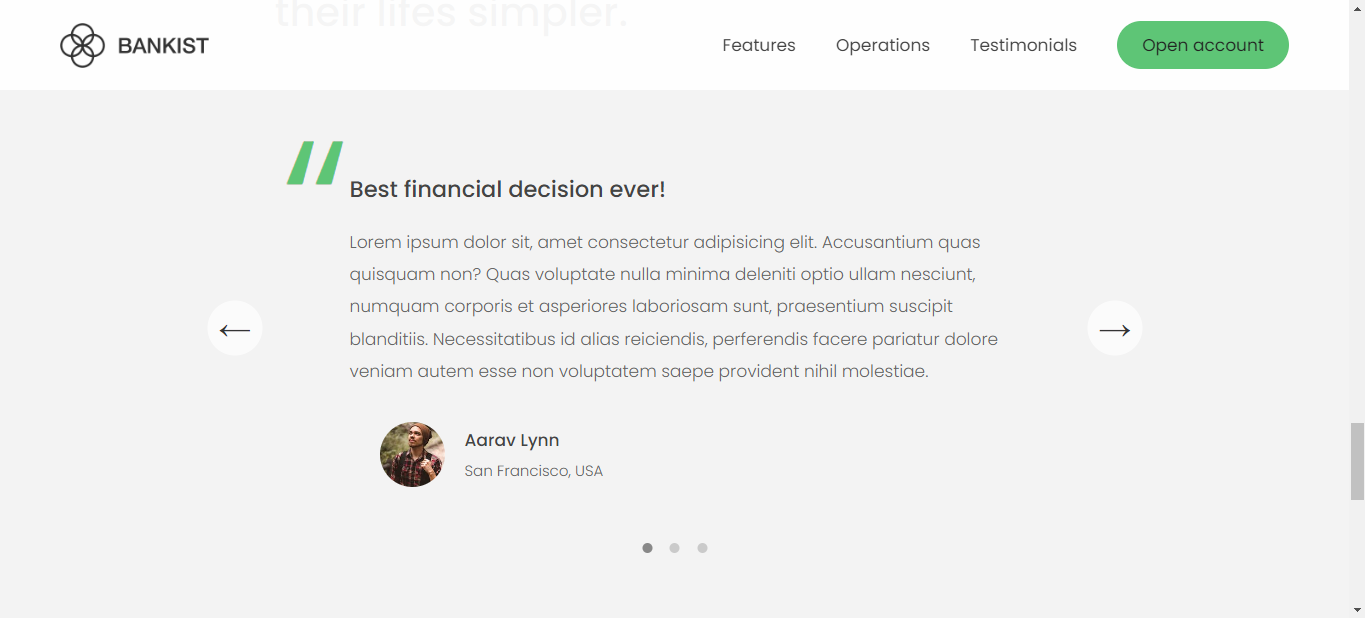 their lifes simpler.
BANKIST
Features
Operations
Testimonials
Open account
Best financial decision ever!
Lorem ipsum dolor sit, amet consectetur adipisicing elit. Accusantium quas
quisquam non? Quas voluptate nulla minima deleniti optio ullam nesciunt,
numquam corporis et asperiores laboriosam sunt, praesentium suscipit
blanditiis. Necessitatibus id alias reiciendis, perferendis facere pariatur dolore
veniam autem esse non voluptatem saepe provident nihil molestiae.
Aarav Lynn
San Francisco, USA